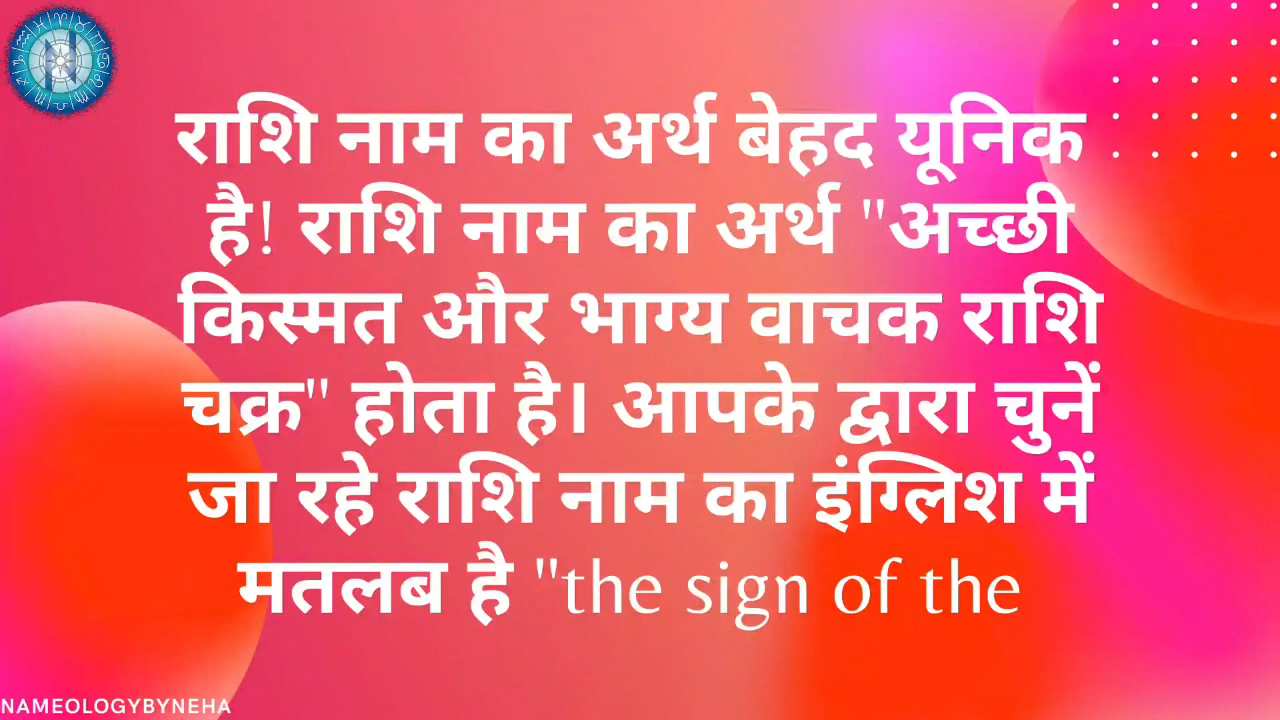 राशि नाम का अर्थ बेहद यूनिक
है! राशि नाम का अर्थ "अच्छी
किस्मत और भाग्य वाचक राशि
चक्र" होता है। आपके द्वारा चुनें
जा रहे राशि नाम का इंग्लिश में
मतलब है "the sign of the
NAMEOLOGYBYNEHA